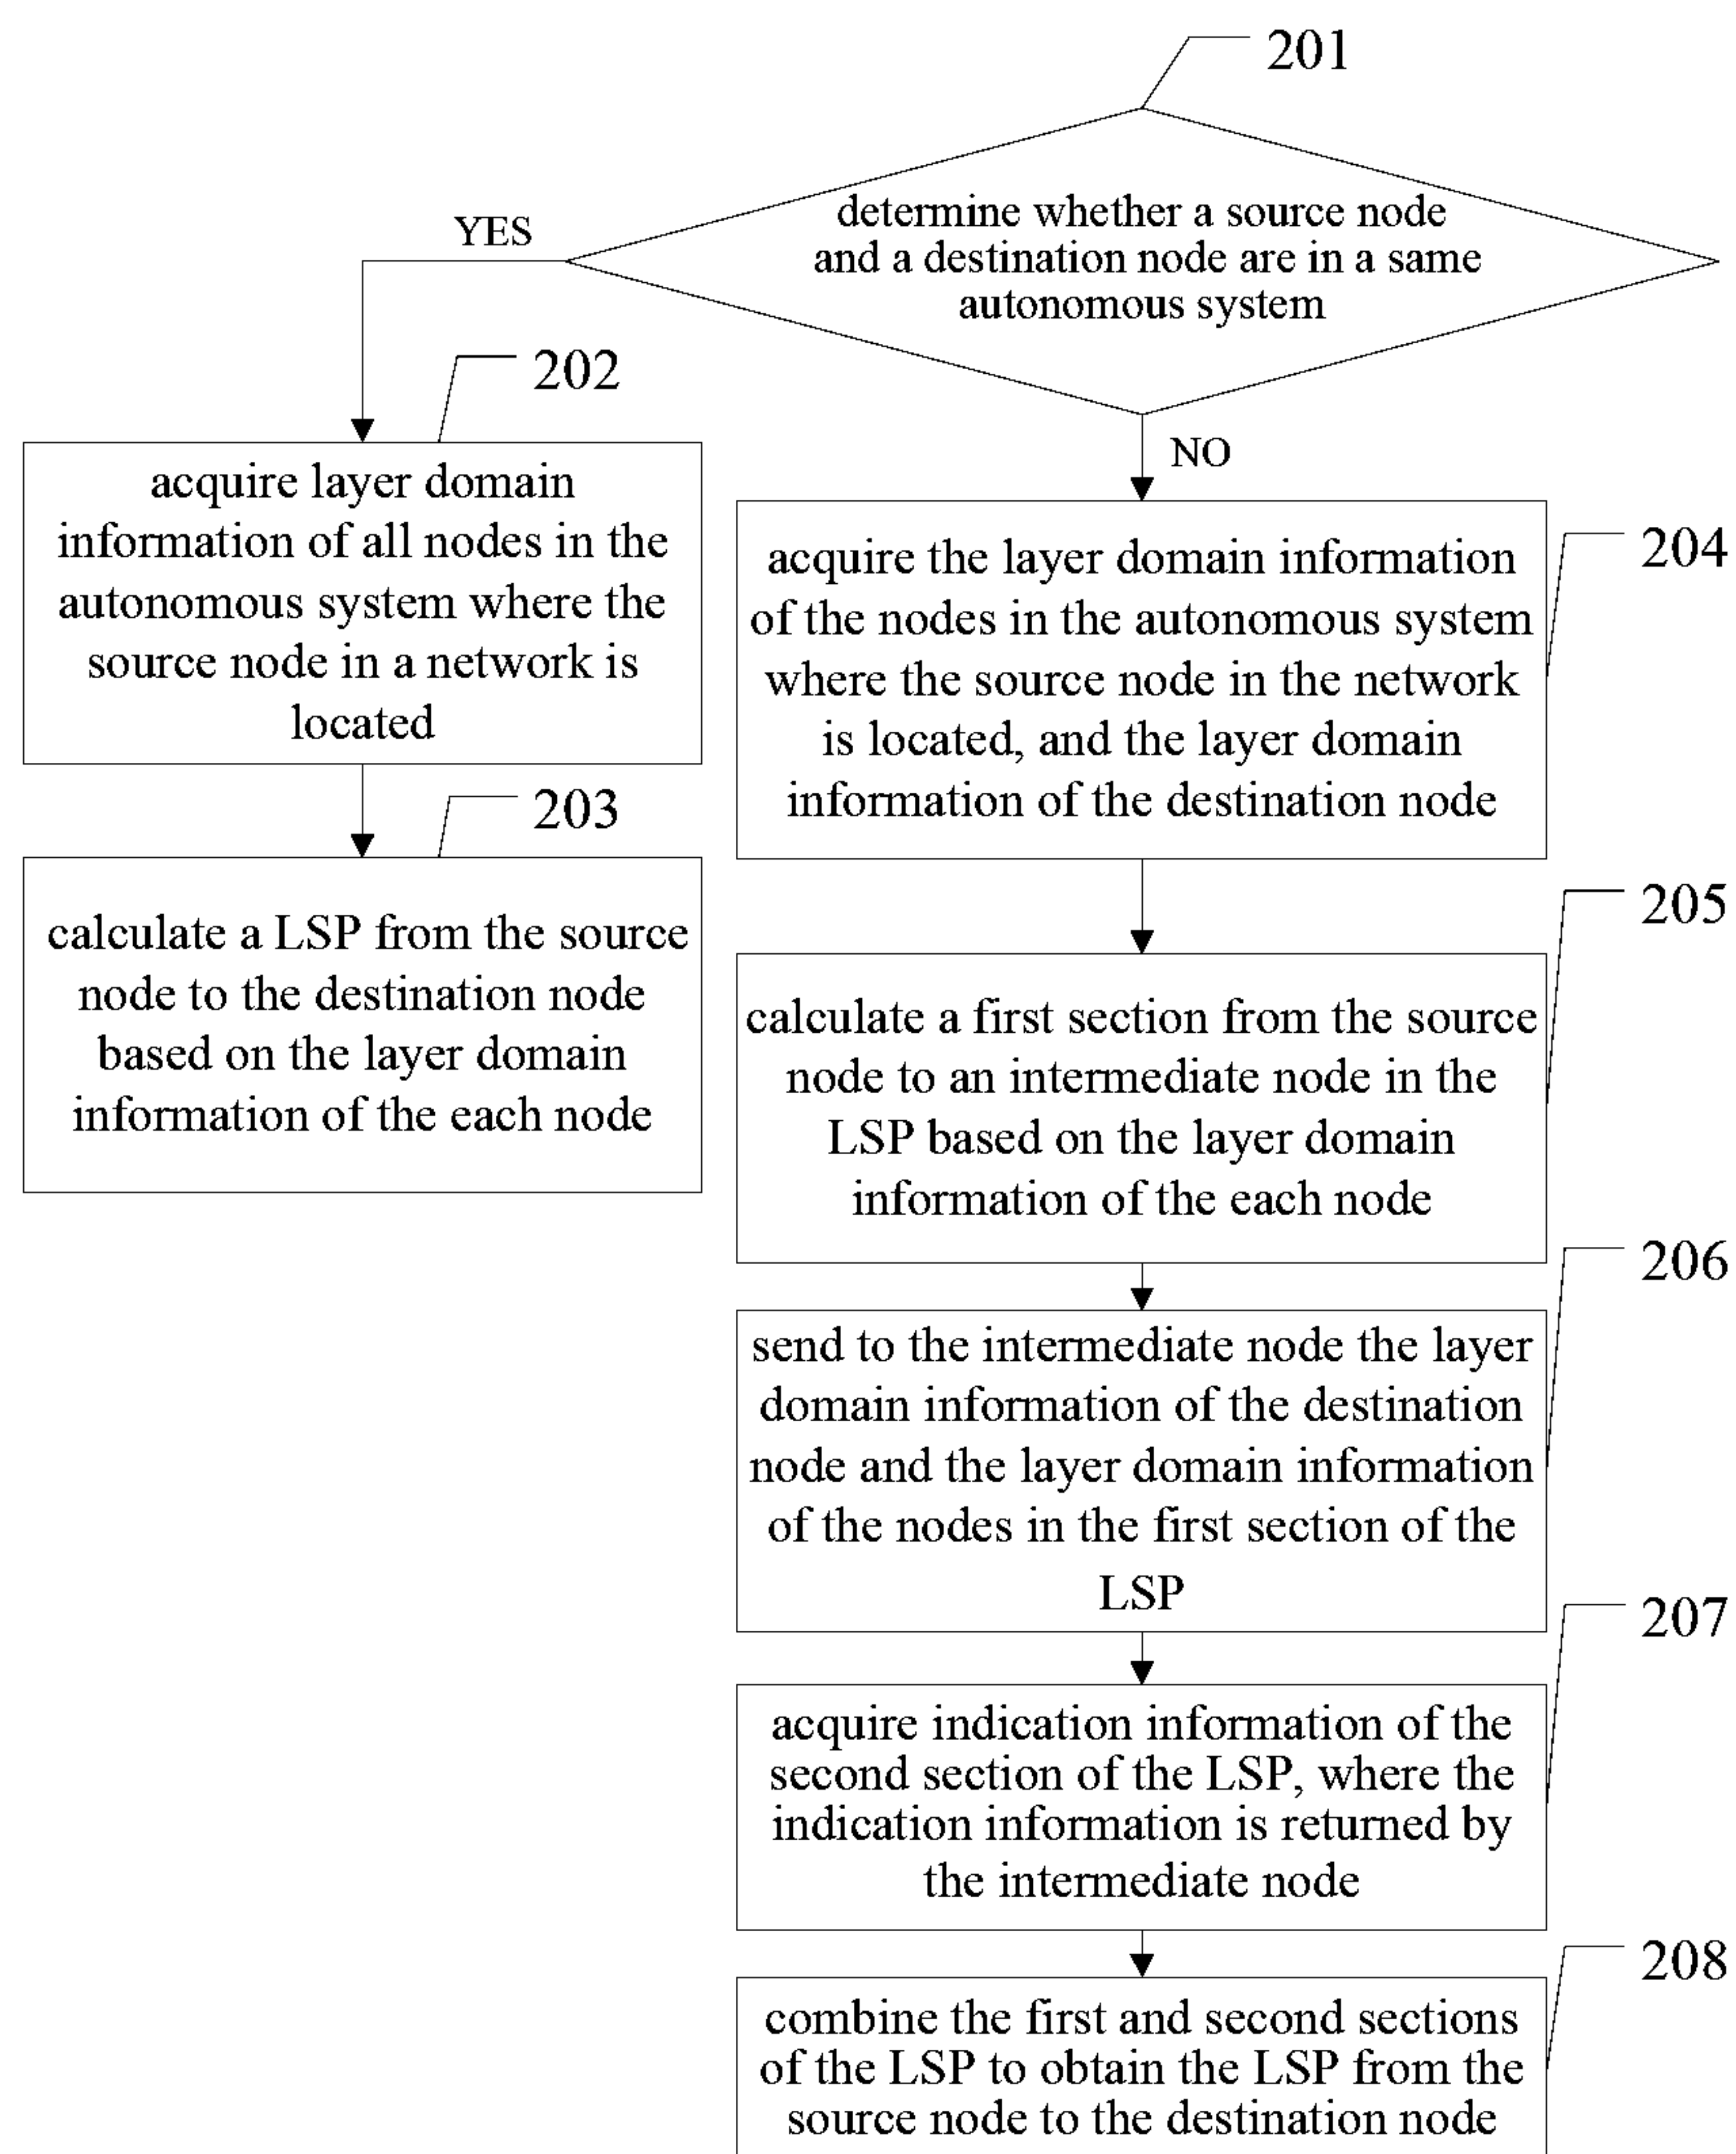 201
determine whether a source node
and a destination node are in a same
autonomous system
YES
NO
202
acquire layer domain
information of all nodes in the
autonomous system where the
source node in a network is
located
203
calculate a LSP from the source
node to the destination node
based on the layer domain
information of the each node
204
acquire the layer domain information
of the nodes in the autonomous system
where the source node in the network
is located, and the layer domain
information of the destination node
205
calculate a first section from the source
node to an intermediate node in the
LSP based on the layer domain
information of the each node
206
send to the intermediate node the layer
domain information of the destination
node and the layer domain information
of the nodes in the first section of the
LSP
207
acquire indication information of the
second section of the LSP, where the
indication information is returned by
the intermediate node
208
combine the first and second sections
of the LSP to obtain the LSP from the
source node to the destination node